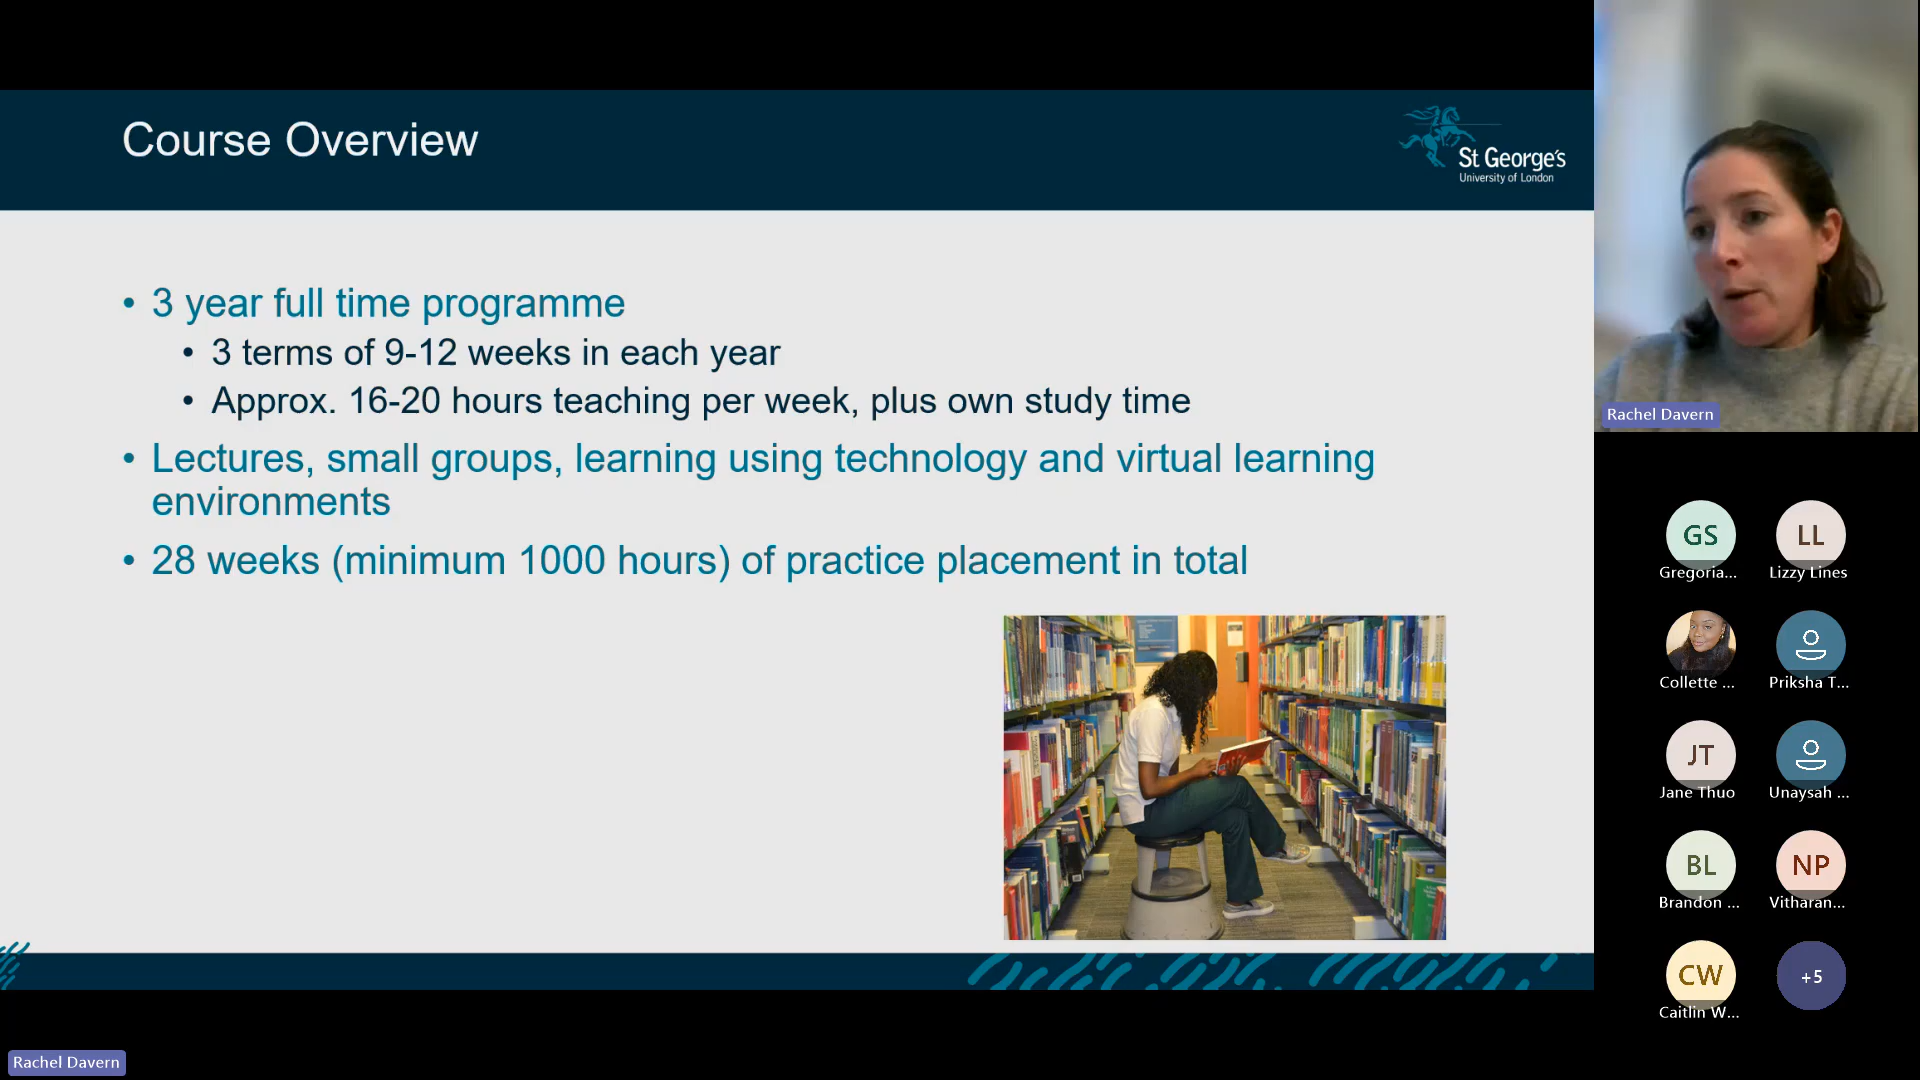 Course Overview
St George's
University of London
• 3 year full time programme
• 3 terms of 9-12 weeks in each year
• Approx. 16-20 hours teaching per week, plus own study time
• Lectures, small groups, learning using technology and virtual learning
environments
• 28 weeks (minimum 1000 hours) of practice placement in total
Rachel Davern
GS
Gregoria...
LL
Lizzy Lines
Collette ...
Priksha T...
JT
Jane Thuo
Unaysah ...
BL
Brandon ...
NP
Vitharan...
CW
Caitlin W...
+5
Rachel Davern